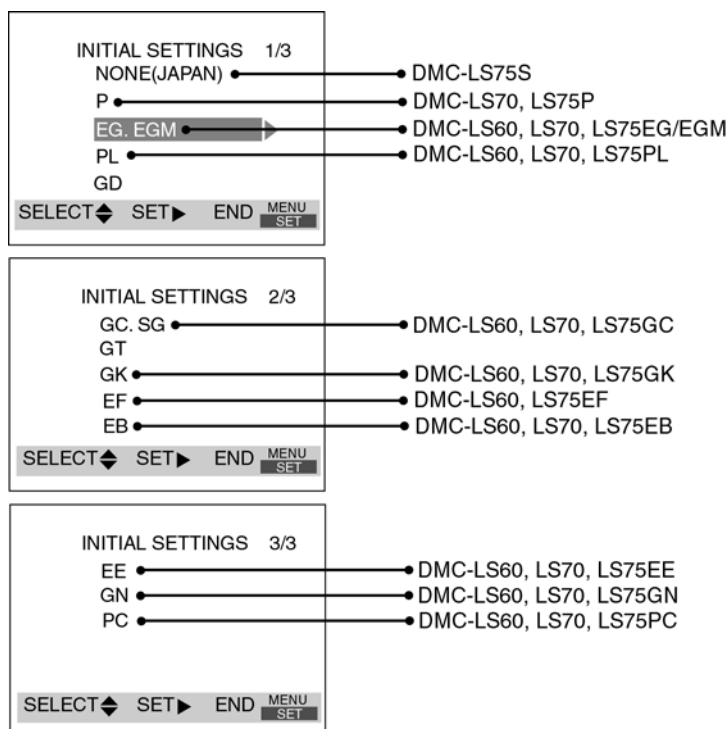 INITIAL SETTINGS 1/3
NONE(JAPAN) DMC-LS75S
P DMC-LS70, LS75P
EG. EGM DMC-LS60, LS70, LS75EG/EGM
PL DMC-LS60, LS70, LS75PL
GD
SELECT SET END MENU
SET
INITIAL SETTINGS 2/3
GC. SG DMC-LS60, LS70, LS75GC
GT
GK DMC-LS60, LS70, LS75GK
EF DMC-LS60, LS75EF
EB DMC-LS60, LS70, LS75EB
SELECT SET END MENU
SET
INITIAL SETTINGS 3/3
EE DMC-LS60, LS70, LS75EE
GN DMC-LS60, LS70, LS75GN
PC DMC-LS60, LS70, LS75PC
SELECT SET END MENU
SET